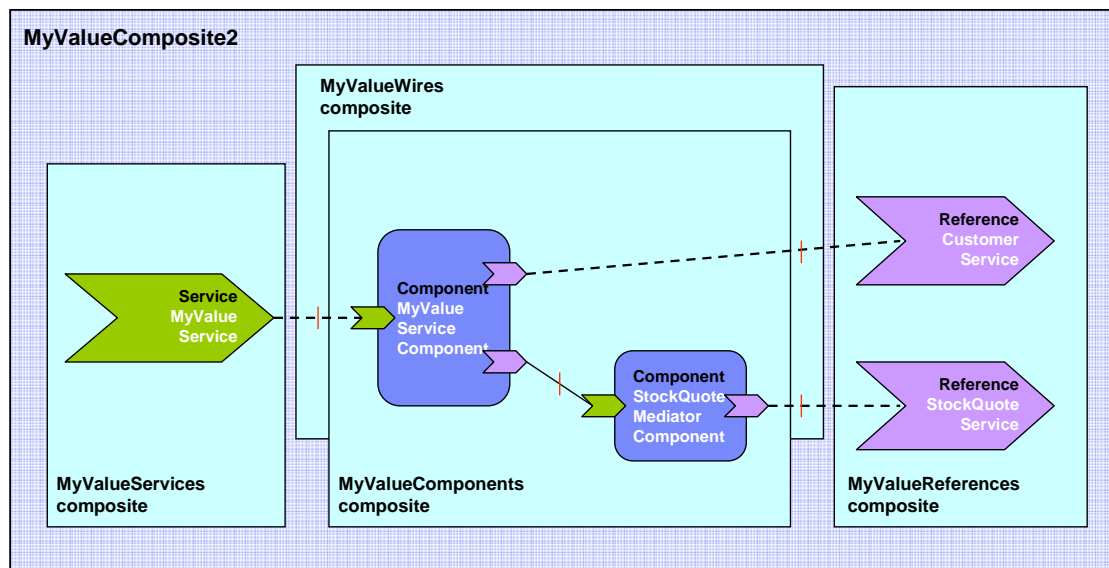 MyValueComposite2
MyValueWires
composite
Service
MyValue
Service
Component
MyValue
Service
Component
Component
StockQuote
Mediator
Component
Reference
Customer
Service
Reference
StockQuote
Service
MyValueServices
composite
MyValueComponents
composite
MyValueReferences
composite